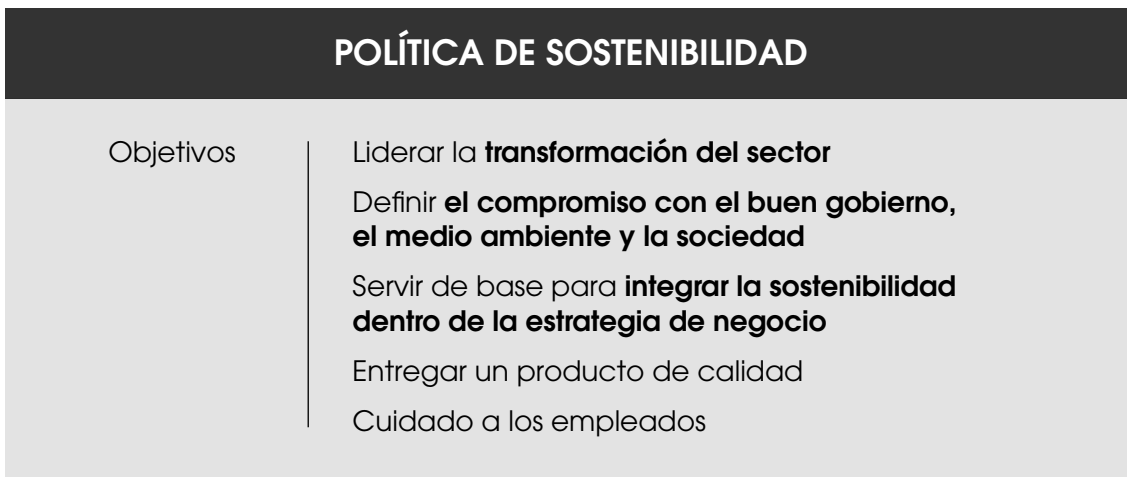 POLÍTICA DE SOSTENIBILIDAD
Objetivos
Liderar la transformación del sector
Definir el compromiso con el buen gobierno,
el medio ambiente y la sociedad
Servir de base para integrar la sostenibilidad
dentro de la estrategia de negocio
Entregar un producto de calidad
Cuidado a los empleados